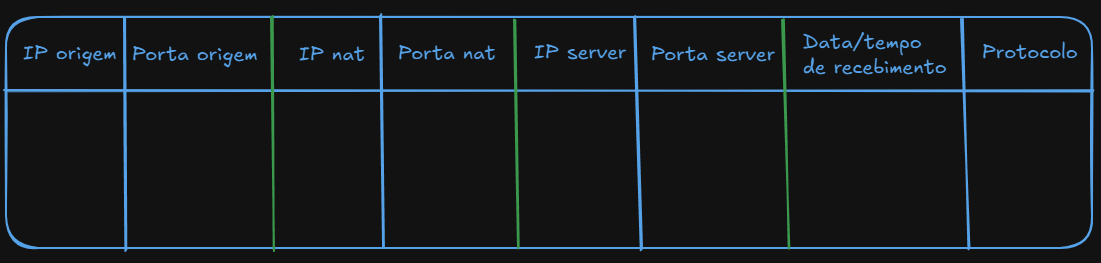 IP origem
Porta origem
IP nat
Porta nat
IP server
Porta server
Data/tempo
de recebimento
Protocolo